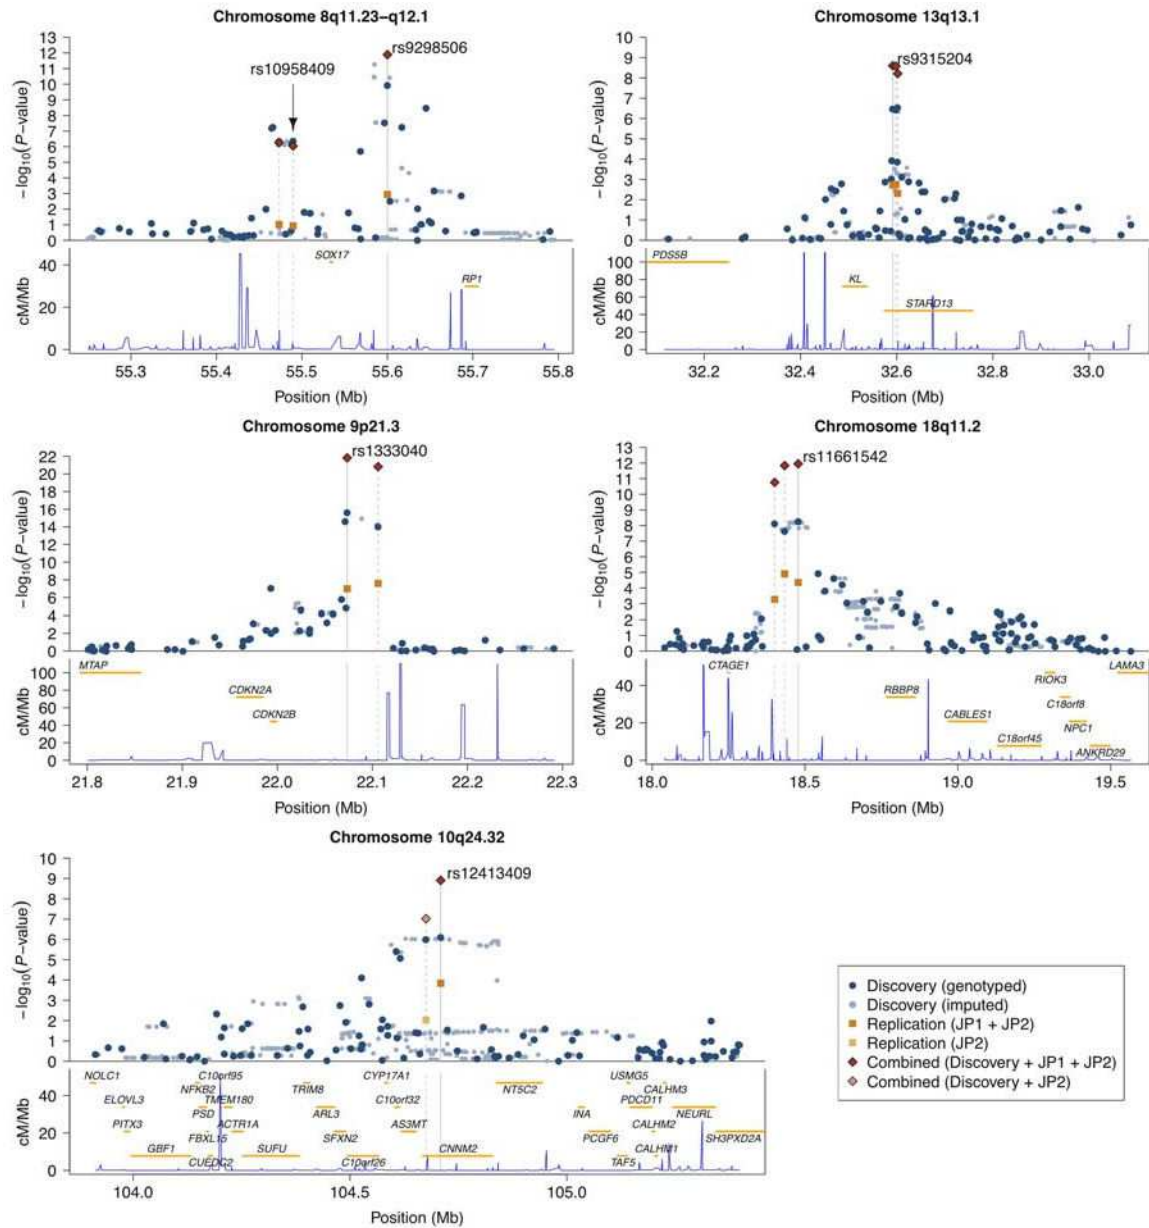 Chromosome 8q11.23–q12.1
13
12
11
10
9
8
7
6
5
4
3
2
1
0
−log10(P−value)
rs9298506
rs10958409
SOX17
RP1
40
20
0
cM/Mb
55.3 55.4 55.5 55.6 55.7 55.8
Position (Mb)
Chromosome 13q13.1
10
9
8
7
6
5
4
3
2
1
0
−log10(P−value)
rs9315204
PDS5B
KL
STARD13
100
80
60
40
20
0
cM/Mb
32.2 32.4 32.6 32.8 33.0
Position (Mb)
Chromosome 9p21.3
22
20
18
16
14
12
10
8
6
4
2
0
−log10(P−value)
rs1333040
MTAP
CDKN2A
CDKN2B
100
80
60
40
20
0
cM/Mb
21.8 21.9 22.0 22.1 22.2 22.3
Position (Mb)
Chromosome 18q11.2
13
12
11
10
9
8
7
6
5
4
3
2
1
0
−log10(P−value)
rs11661542
CTAGE1
LAMA3
RIOK3
RBBP8
C18orf8
CABLES1
NPC1
C18orf45
ANKRD29
40
20
0
cM/Mb
18.0 18.5 19.0 19.5
Position (Mb)
Chromosome 10q24.32
10
9
8
7
6
5
4
3
2
1
0
−log10(P−value)
rs12413409
NOLC1 C10orf95 CYP17A1 USMG5
NFKB2 TRIM8 NT5C2 CALHM3
ELOVL3 TMEM180 C10orf32 PDCD11
PSD ARL3 INA NEURL
PITX3 ACTR1A AS3MT CALHM2
FBXL15 SFXN2 PCGF6 SH3PXD2A
GBF1 SUFU CNNM2 CALHM1
CUEDC2 C10orf26 TAF5
40
20
0
cM/Mb
104.0 104.5 105.0
Position (Mb)
Discovery (genotyped)
Discovery (imputed)
Replication (JP1 + JP2)
Replication (JP2)
Combined (Discovery + JP1 + JP2)
Combined (Discovery + JP2)